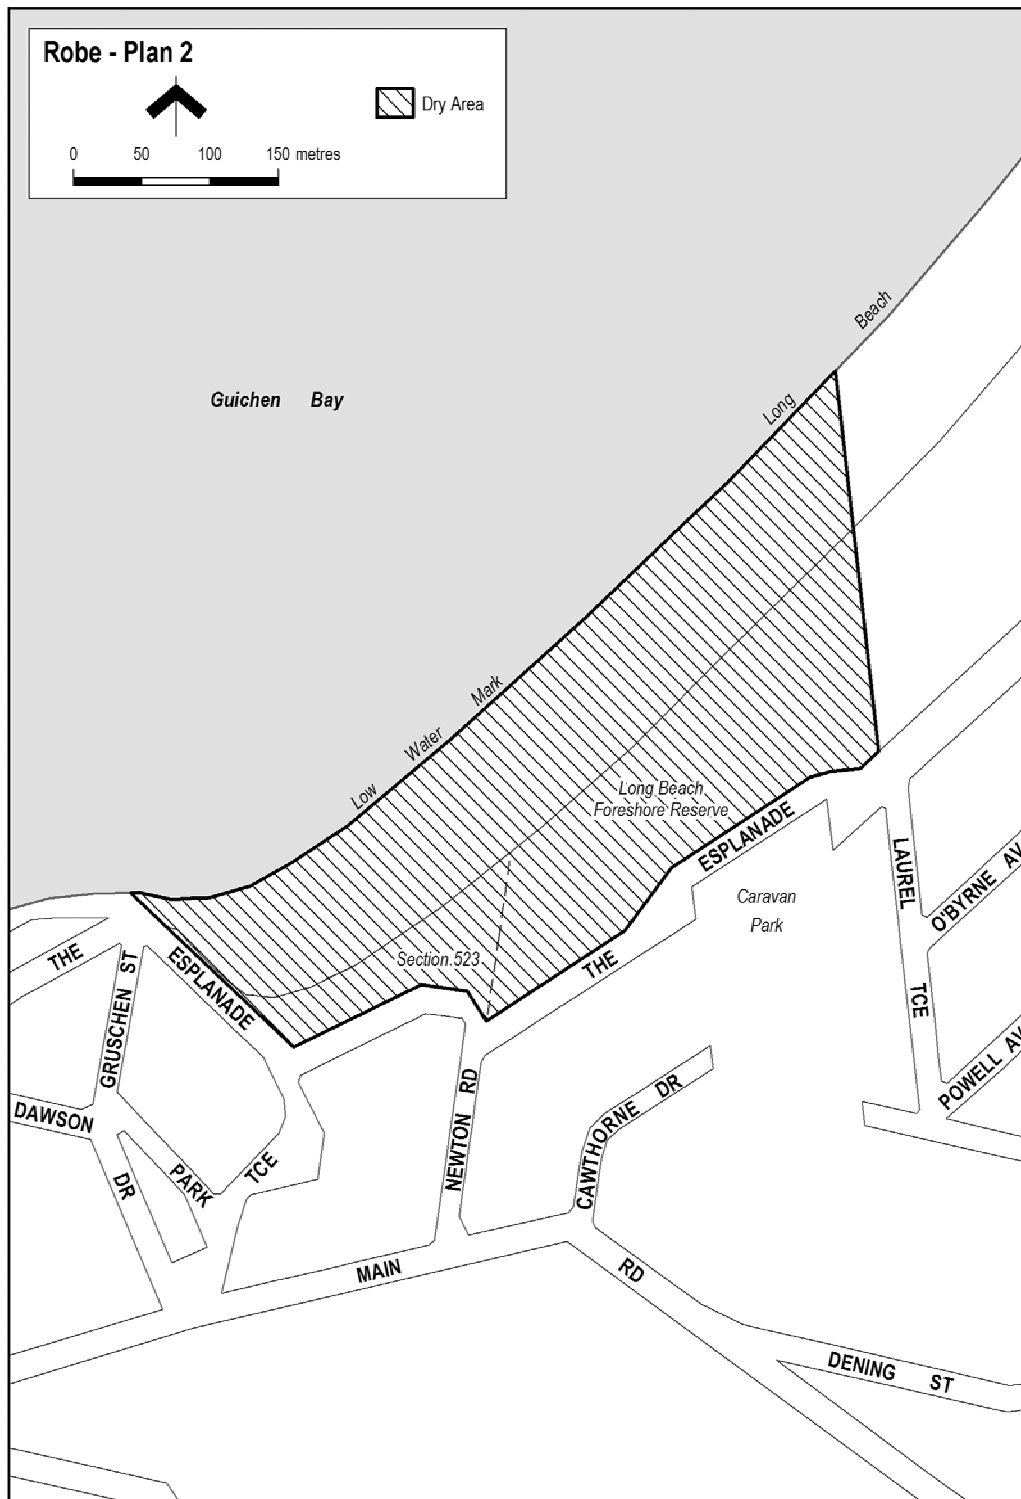 Robe - Plan 2
Dry Area
0 50 100 150 metres
Beach
Guichen Bay
Long
Mark
Water
Low
Long Beach
Foreshore Reserve
ESPLANADE
LAUREL
O'BYRNE AV
Caravan
Park
THE
GRUSCHEN ST
ESPLANADE
Section 523
THE
TCE
POWELL AV
DAWSON
DR
PARK
TCE
NEWTON RD
CAWTHORNE DR
MAIN
RD
DENING ST